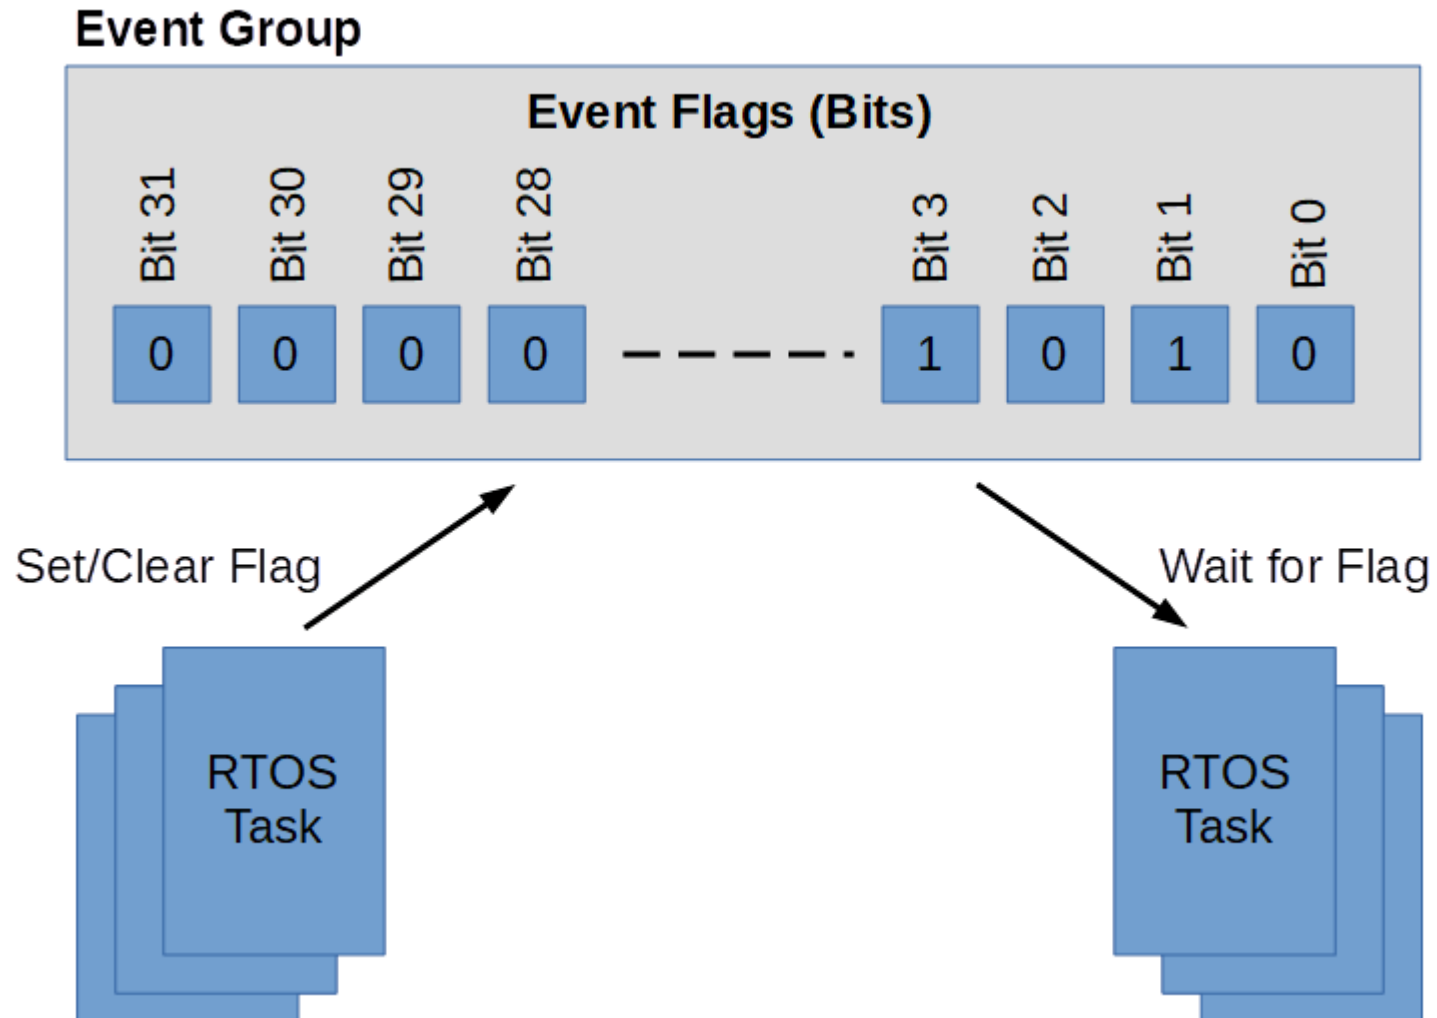 Event Group
Event Flags (Bits)
Bit 31
Bit 30
Bit 29
Bit 28
Bit 3
Bit 2
Bit 1
Bit 0
0 0 0 0 1 0 1 0
Set/Clear Flag
Wait for Flag
RTOS
Task
RTOS
Task